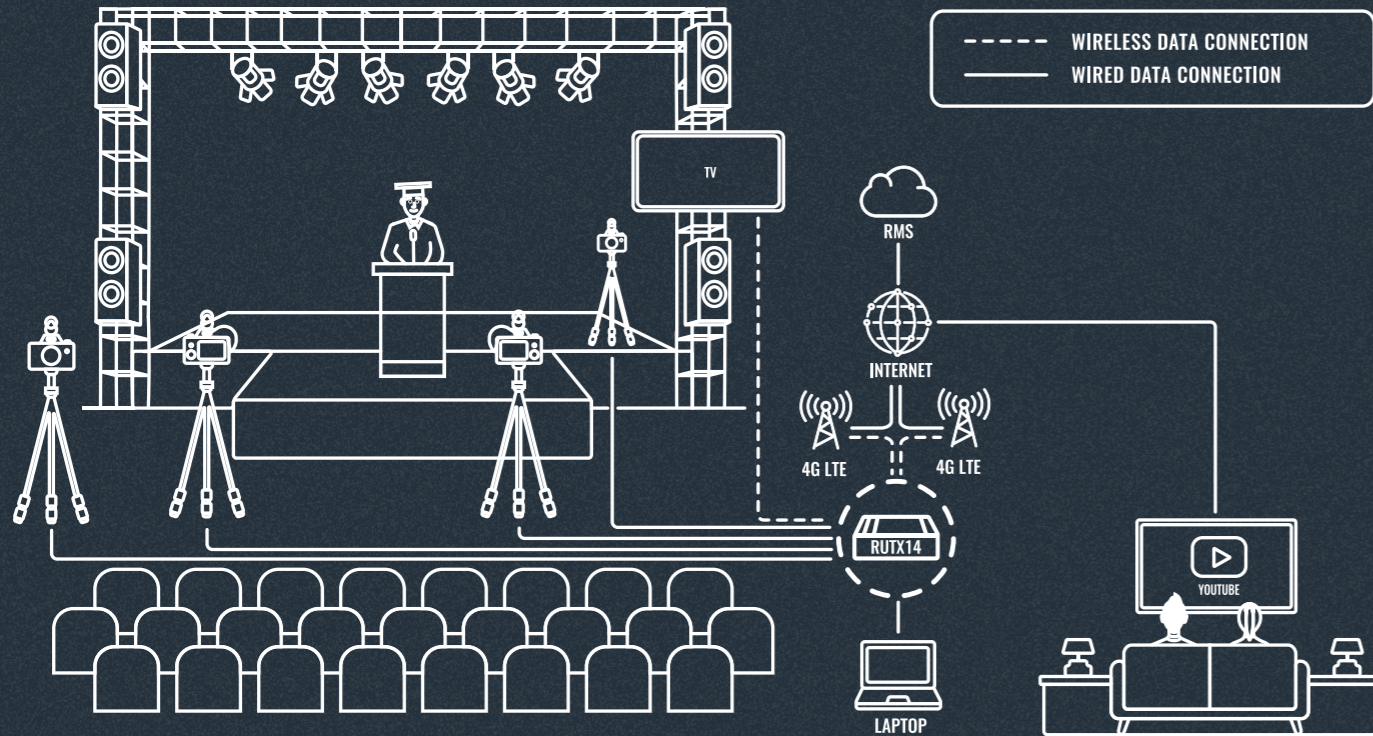 WIRELESS DATA CONNECTION
WIRED DATA CONNECTION
TV
RMS
INTERNET
4G LTE
4G LTE
RUTX14
YOUTUBE
LAPTOP